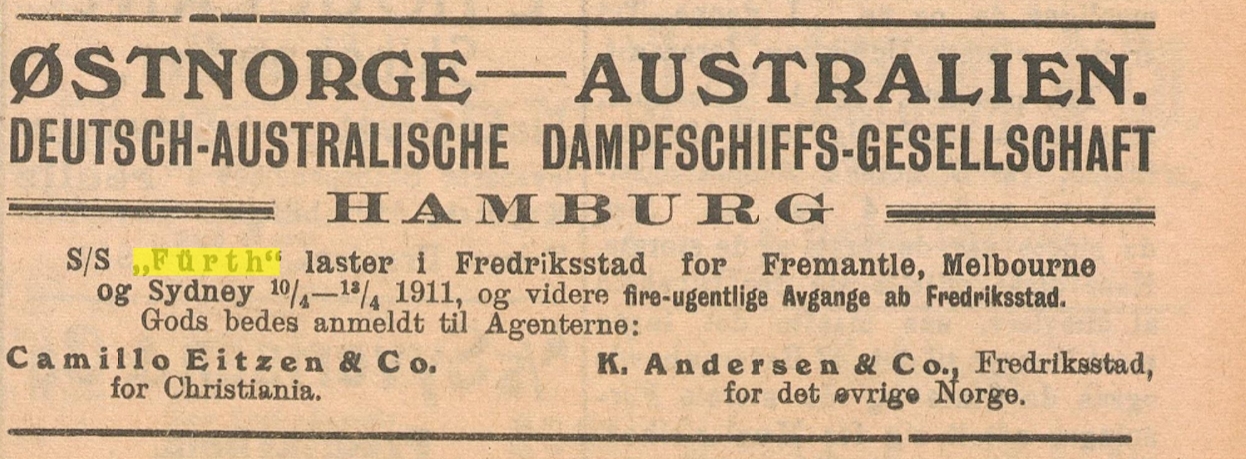 ØSTNORGE—AUSTRALIEN.
DEUTSCH-AUSTRALISCHE DAMPFSCHIFFS-GESELLSCHAFT
HAMBURG
S/S „Fürth“ laster i Fredriksstad for Fremantle, Melbourne
og Sydney 10/4—18/4 1911, og videre fire-ugentlige Avgange ab Fredriksstad.
Gods bedes anmeldt til Agenterne:
Camillo Eitzen & Co.
for Christiania.
K. Andersen & Co., Fredriksstad,
for det øvrige Norge.